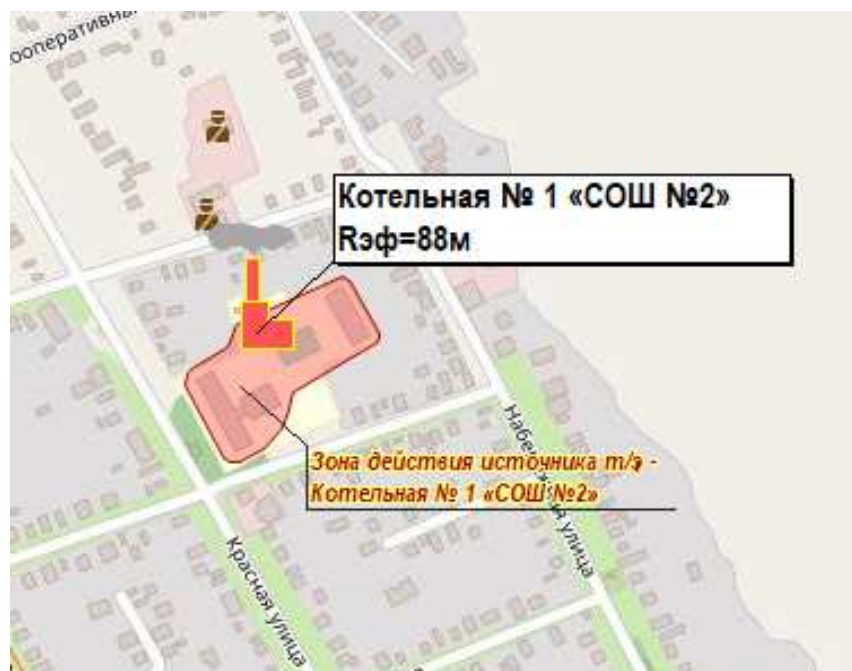 ооперативна
Котельная № 1 «СОШ №2»
Rэф=88м
Зона действия источника т/э -
Котельная № 1 «СОШ №2»
Набережная улица
Красная улица